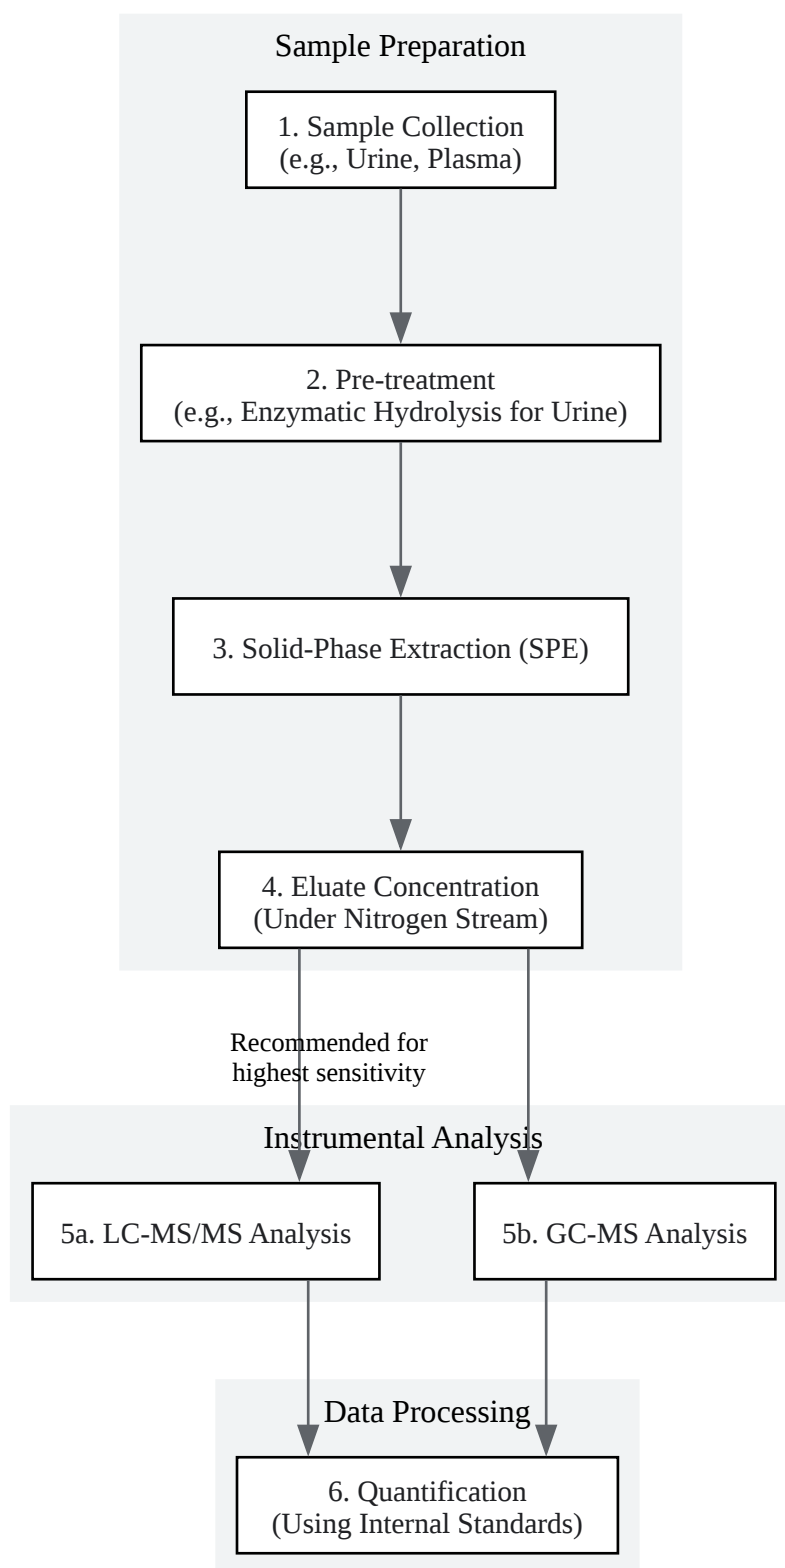 Sample Preparation
1. Sample Collection
(e.g., Urine, Plasma)
2. Pre-treatment
(e.g., Enzymatic Hydrolysis for Urine)
3. Solid-Phase Extraction (SPE)
4. Eluate Concentration
(Under Nitrogen Stream)
Recommended for
highest sensitivity
Instrumental Analysis
5a. LC-MS/MS Analysis
5b. GC-MS Analysis
Data Processing
6. Quantification
(Using Internal Standards)